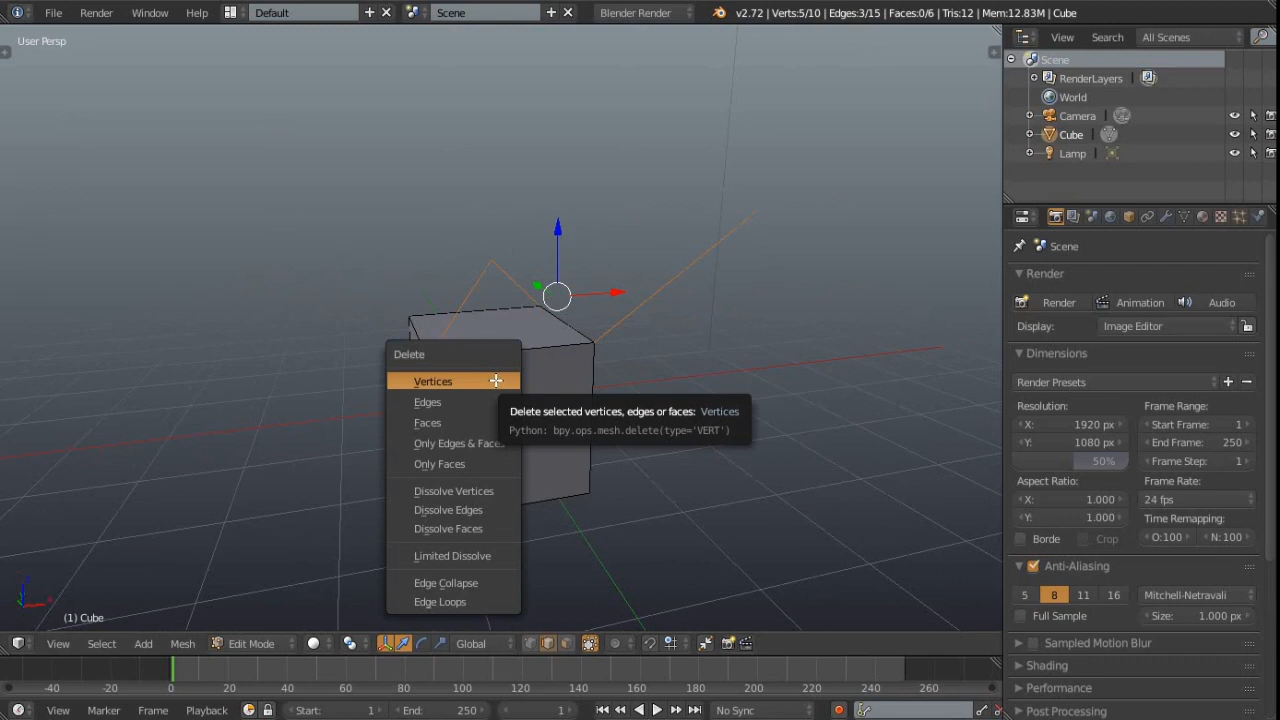 File Render Window Help Default Scene Blender Render v2.72 | Verts:5/10 | Edges:3/15 | Faces:0/6 | Tris:12 | Mem:12.83M | Cube
User Persp
View Search All Scenes
Scene
RenderLayers
World
Camera
Cube
Lamp
Delete
Vertices
Edges
Faces
Only Edges & Faces
Only Faces
Dissolve Vertices
Dissolve Edges
Dissolve Faces
Limited Dissolve
Edge Collapse
Edge Loops
Delete selected vertices, edges or faces: Vertices
Python: bpy.ops.mesh.delete(type='VERT')
(1) Cube
Scene
Render
Render Animation Audio
Display: Image Editor
Dimensions
Render Presets
Resolution: Frame Range:
X: 1920 px Start Frame: 1
Y: 1080 px End Frame: 250
50% Frame Step: 1
Aspect Ratio: Frame Rate:
X: 1.000 24 fps
Y: 1.000 Time Remapping:
Borde Crop O:100 N:100
Anti-Aliasing
5 8 11 16 Mitchell-Netravali
Full Sample Size: 1.000 px
Sampled Motion Blur
Shading
Performance
Post Processing
View Select Add Mesh Edit Mode Global
-40 -20 0 20 40 60 80 100 120 140 160 180 200 220 240 260
View Marker Frame Playback Start: 1 End: 250 1 No Sync